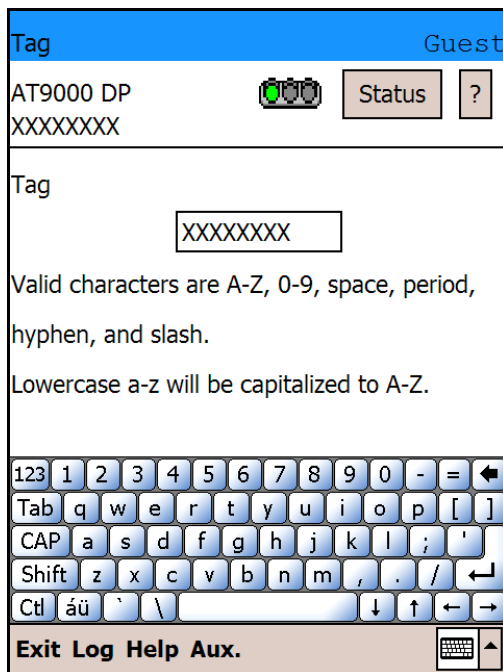 Tag Guest
AT9000 DP Status ?
XXXXXXXX
Tag
XXXXXXXX
Valid characters are A-Z, 0-9, space, period,
hyphen, and slash.
Lowercase a-z will be capitalized to A-Z.
123 1 2 3 4 5 6 7 8 9 0 - = 🡄
Tab q w e r t y u i o p [ ]
CAP a s d f g h j k l ; '
Shift z x c v b n m , . / ↵
Ctl áü ` \ ↓ ↑ ← →
Exit Log Help Aux.